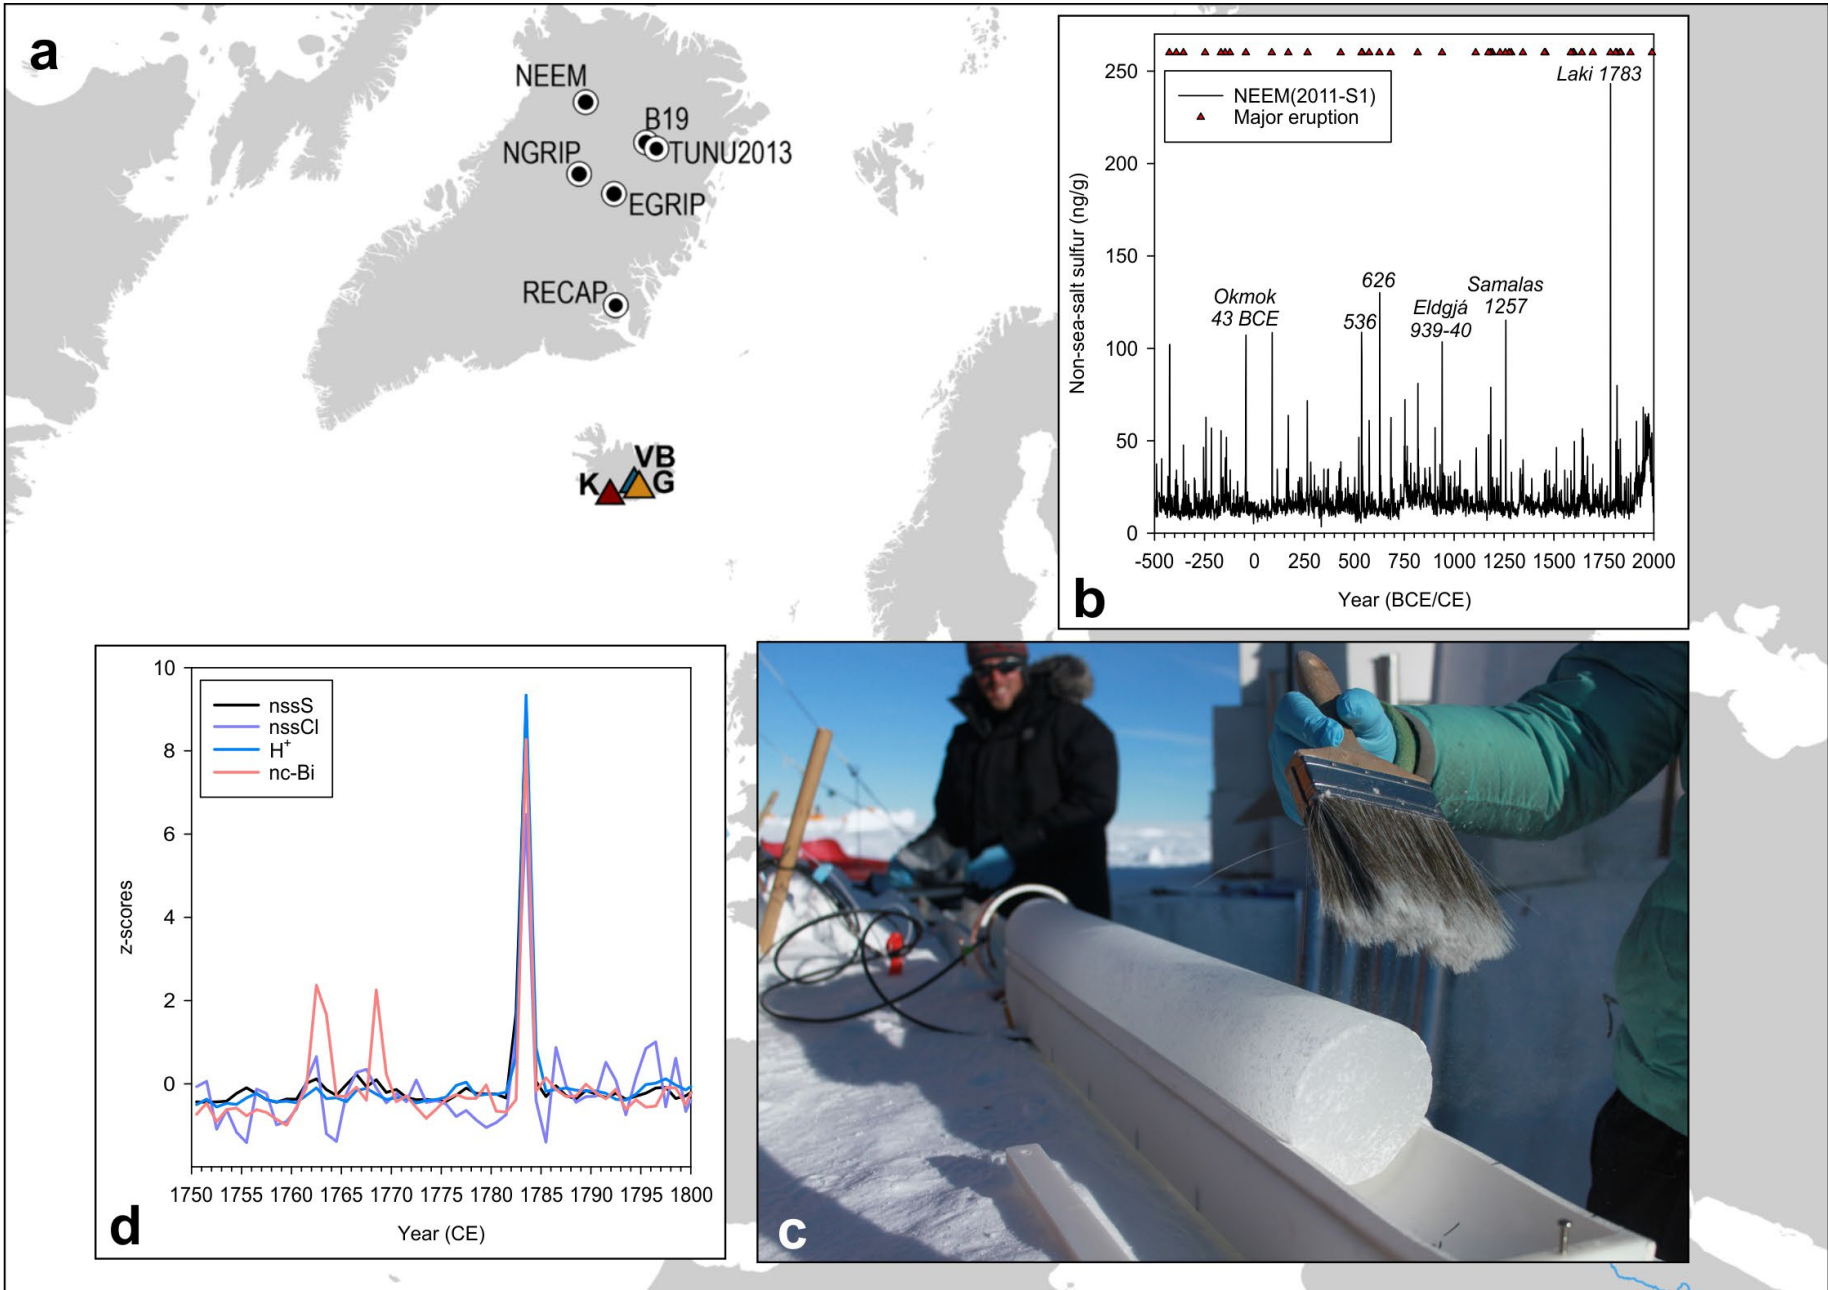 a
NEEM
B19
NGRIP
TUNU2013
EGRIP
RECAP
VB
K
G
Non-sea-salt sulfur (ng/g)
250
200
150
100
50
0
NEEM(2011-S1)
Major eruption
Laki 1783
Okmok
43 BCE
536
626
Eldgjá
939-40
Samalas
1257
-500 -250 0 250 500 750 1000 1250 1500 1750 2000
Year (BCE/CE)
b
10
8
6
4
2
0
z-scores
nssS
nssCl
H⁺
nc-Bi
1750 1755 1760 1765 1770 1775 1780 1785 1790 1795 1800
Year (CE)
d
c